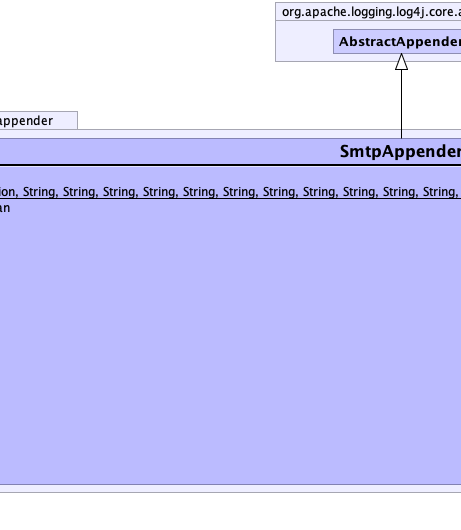 org.apache.logging.log4j.core.a
AbstractAppender
appender
SmtpAppender
ion, String, String, String, String, String, String, String, String, String, String, String,
an